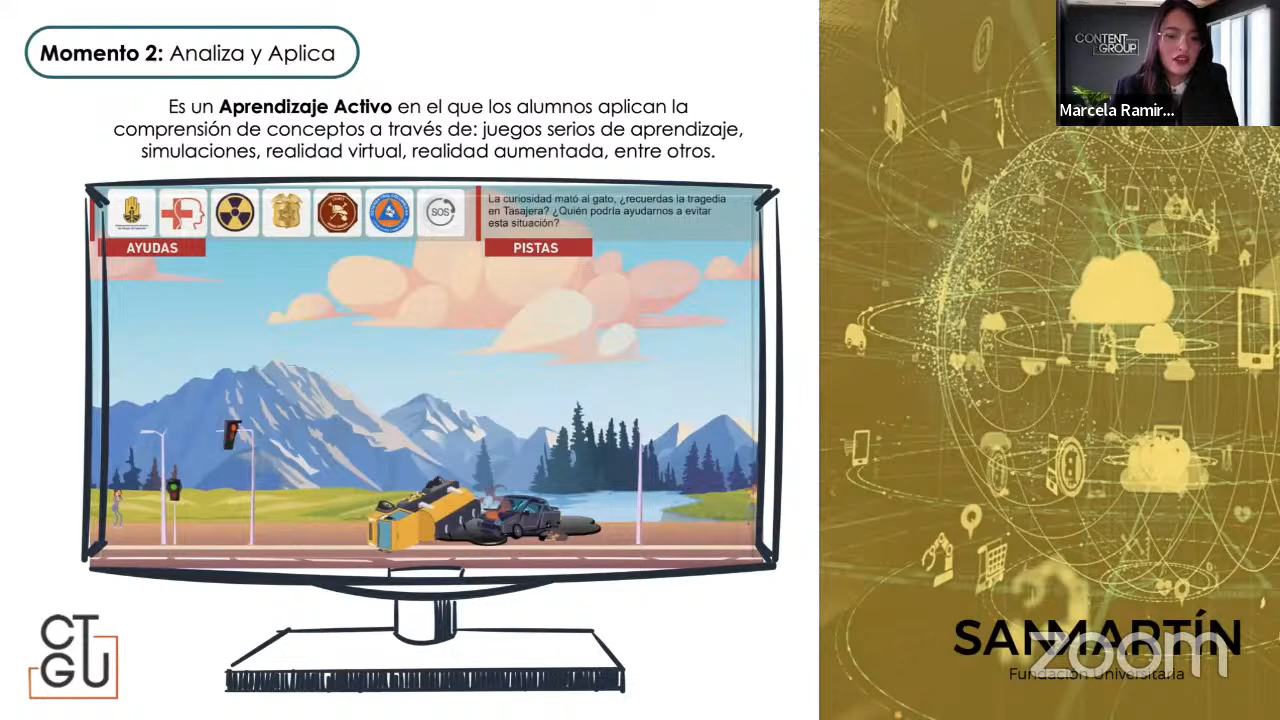 Momento 2: Analiza y Aplica
CONTENT
GROUP
Marcela Ramír...
Es un Aprendizaje Activo en el que los alumnos aplican la
comprensión de conceptos a través de: juegos serios de aprendizaje,
simulaciones, realidad virtual, realidad aumentada, entre otros.
SOS
La curiosidad mató al gato, ¿recuerdas la tragedia
en Tasajera? ¿Quién podría ayudarnos a evitar
esta situación?
AYUDAS
PISTAS
CT
GU
SANMARTÍN
zoom
Fundación Universitaria